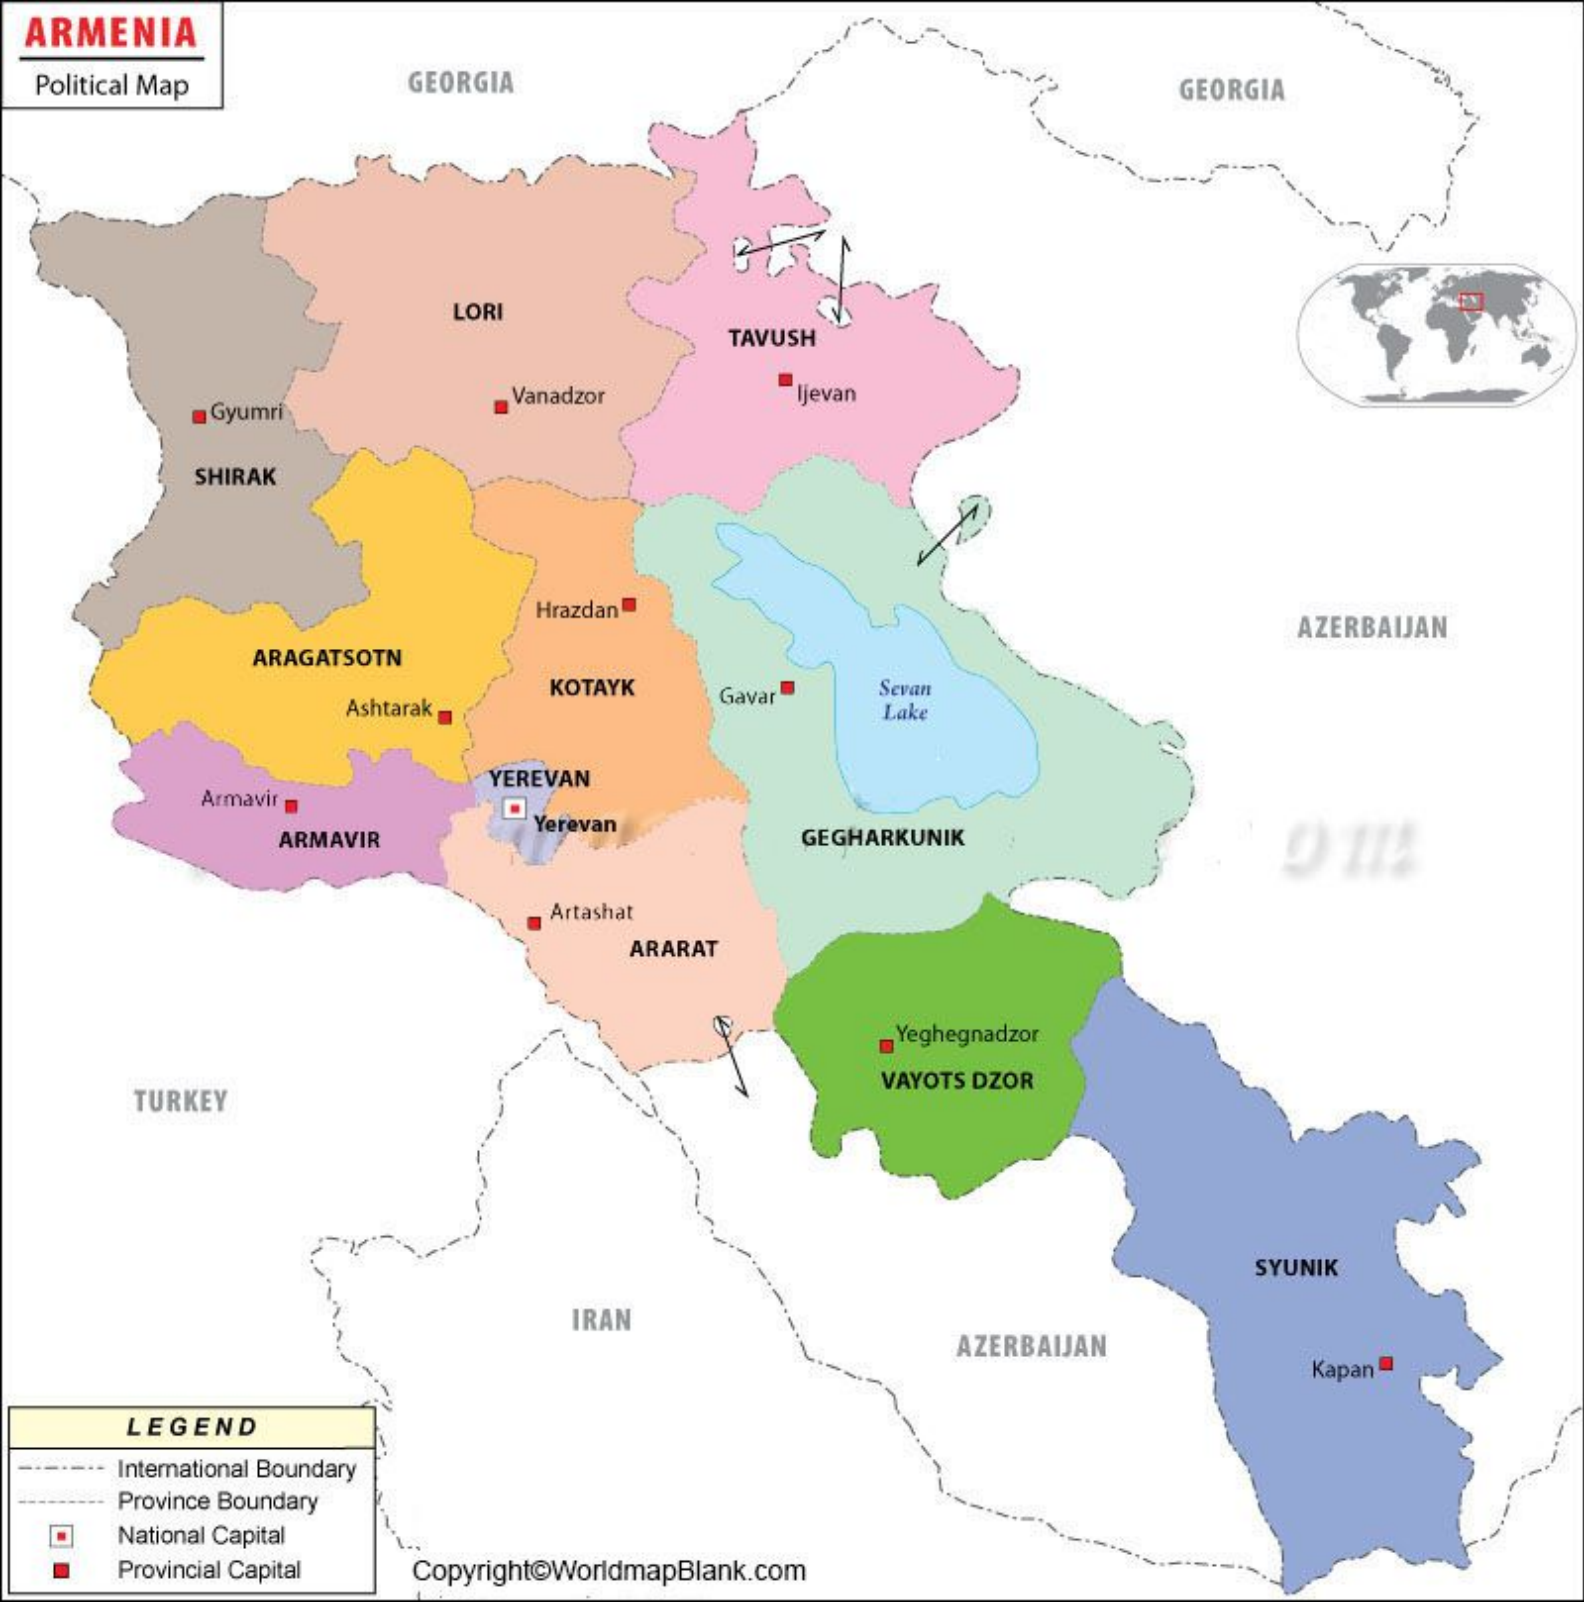 ARMENIA
Political Map
GEORGIA
GEORGIA
LORI
TAVUSH
Vanadzor
Ijevan
Gyumri
SHIRAK
Hrazdan
AZERBAIJAN
ARAGATSOTN
KOTAYK
Gavar
Sevan
Lake
Ashtarak
YEREVAN
Armavir
Yerevan
ARMAVIR
GEGHARKUNIK
om
Artashat
ARARAT
Yeghegnadzor
VAYOTS DZOR
TURKEY
SYUNIK
IRAN
AZERBAIJAN
Kapan
LEGEND
International Boundary
Province Boundary
National Capital
Provincial Capital
Copyright©WorldmapBlank.com